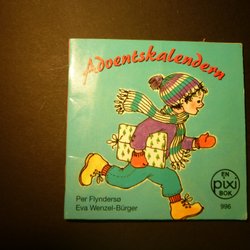 Adventskalendern
Per Flyndersø
Eva Wenzel-Bürger
EN
pixi
BOK
996